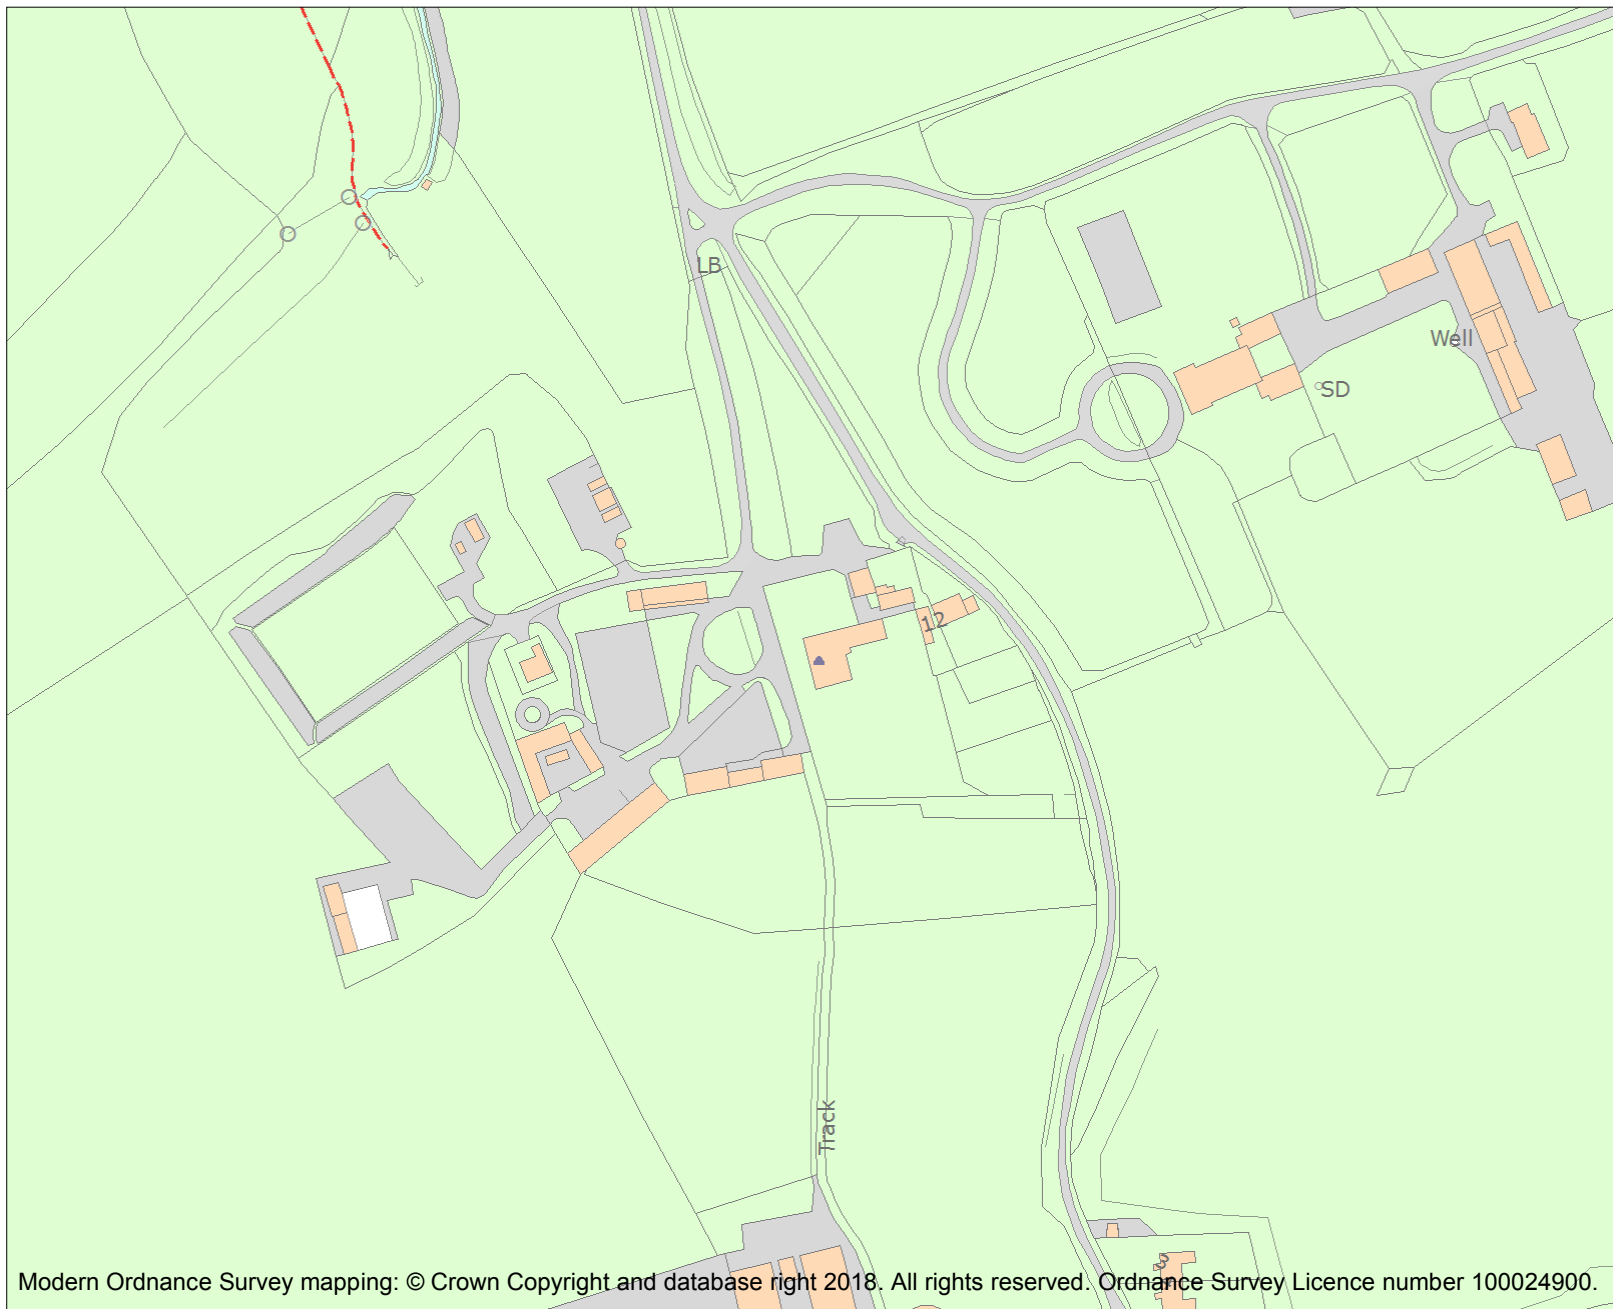 LB
Well
SD
12
Track
3
Modern Ordnance Survey mapping: © Crown Copyright and database right 2018. All rights reserved. Ordnance Survey Licence number 100024900.